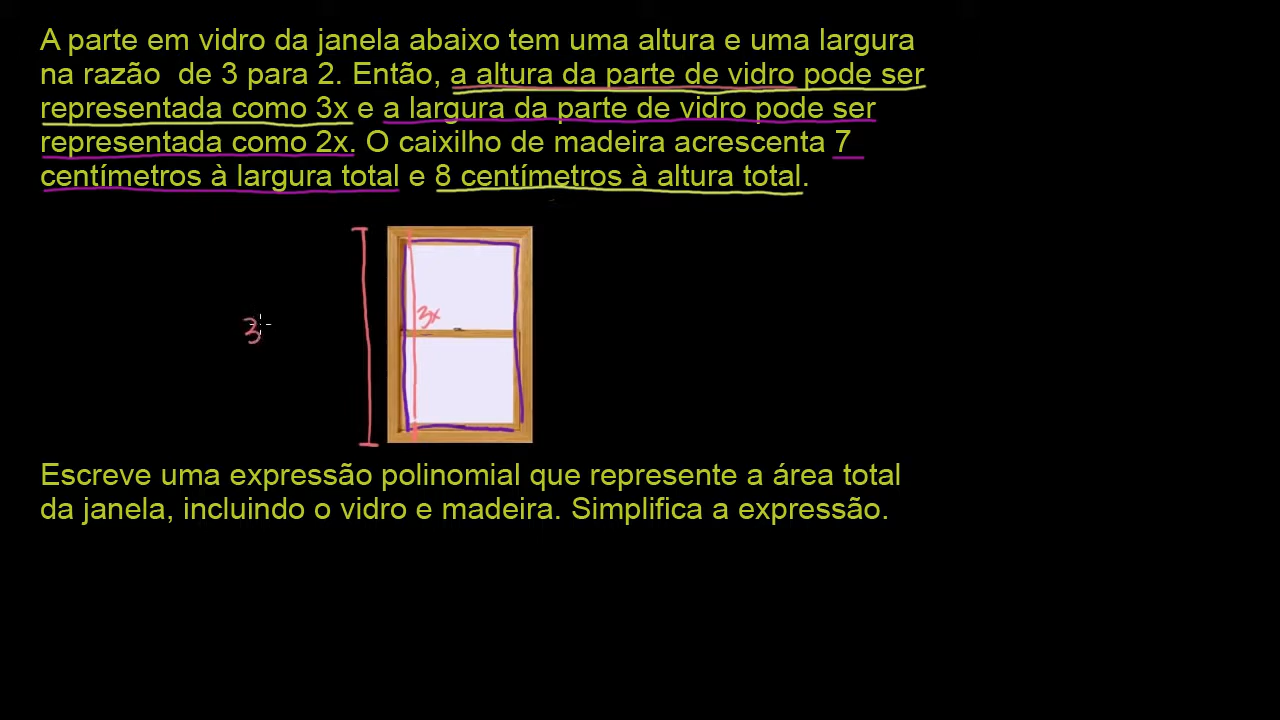 A parte em vidro da janela abaixo tem uma altura e uma largura
na razão de 3 para 2. Então, a altura da parte de vidro pode ser
representada como 3x e a largura da parte de vidro pode ser
representada como 2x. O caixilho de madeira acrescenta 7
centímetros à largura total e 8 centímetros à altura total.
3x
3
Escreve uma expressão polinomial que represente a área total
da janela, incluindo o vidro e madeira. Simplifica a expressão.